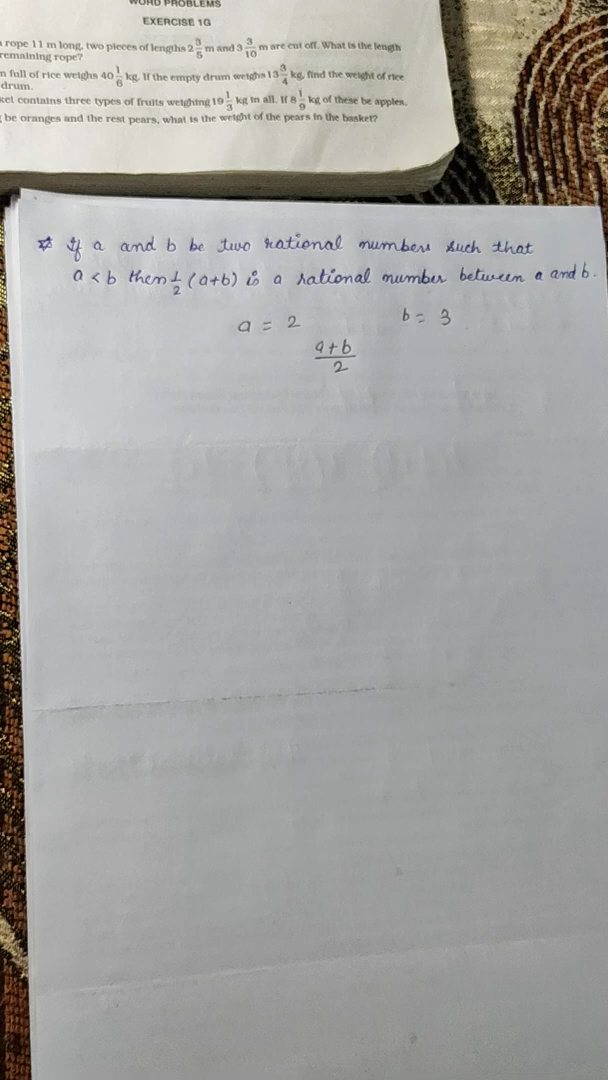 WORD PROBLEMS
EXERCISE 1G
rope 11 m long, two pieces of lengths 2 3/5 m and 3 3/10 m are cut off. What is the length
remaining rope?
full of rice weighs 40 1/6 kg. If the empty drum weighs 13 3/4 kg, find the weight of rice
drum.
contains three types of fruits weighing 19 1/3 kg in all. If 8 1/9 kg of these be apples,
be oranges and the rest pears, what is the weight of the pears in the basket?
If a and b be two rational numbers such that
a < b then 1/2 (a+b) is a rational number between a and b.
a = 2 b = 3
a+b/2